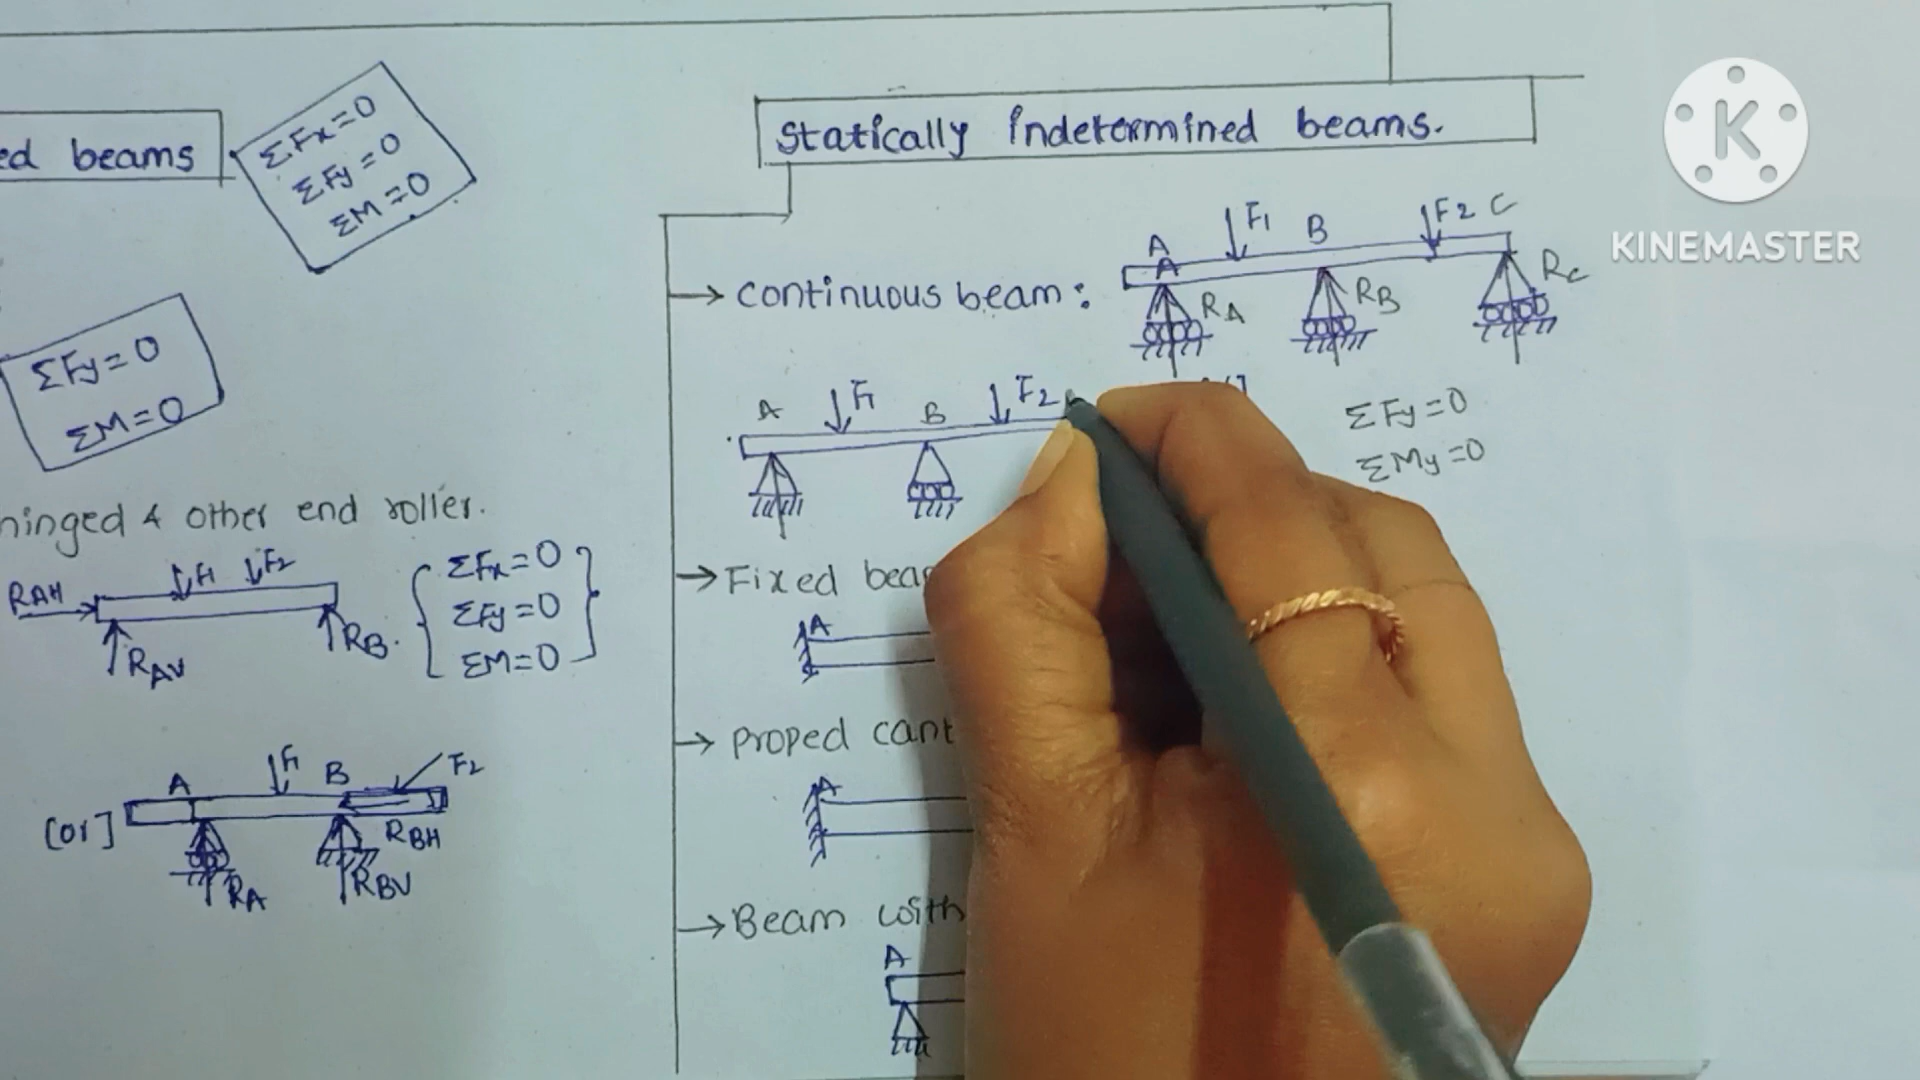 ed beams
ΣFx=0
ΣFy=0
ΣM=0
ΣFy=0
ΣM=0
hinged & other end roller.
RAH
F1
F2
RAV
RB.
ΣFx=0
ΣFy=0
ΣM=0
[or]
A
F1
B
F2
RBH
RA
RBV
Statically indetermined beams.
→ continuous beam:
A
A
F1
B
F2
C
RA
RB
RC
A
F1
B
F2
ΣFy=0
ΣMy=0
→ Fixed bea
A
→ Proped cant
A
→ Beam with
A
K
KINEMASTER